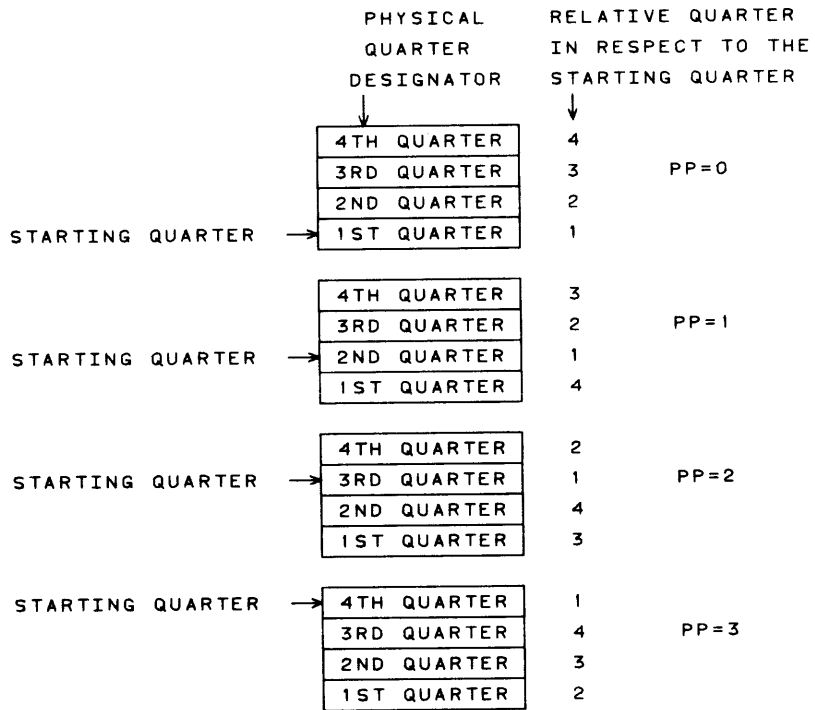 PHYSICAL RELATIVE QUARTER
QUARTER IN RESPECT TO THE
DESIGNATOR STARTING QUARTER
4TH QUARTER 4
3RD QUARTER 3 PP=0
2ND QUARTER 2
STARTING QUARTER 1ST QUARTER 1
4TH QUARTER 3
3RD QUARTER 2 PP=1
STARTING QUARTER 2ND QUARTER 1
1ST QUARTER 4
4TH QUARTER 2
STARTING QUARTER 3RD QUARTER 1 PP=2
2ND QUARTER 4
1ST QUARTER 3
STARTING QUARTER 4TH QUARTER 1
3RD QUARTER 4 PP=3
2ND QUARTER 3
1ST QUARTER 2